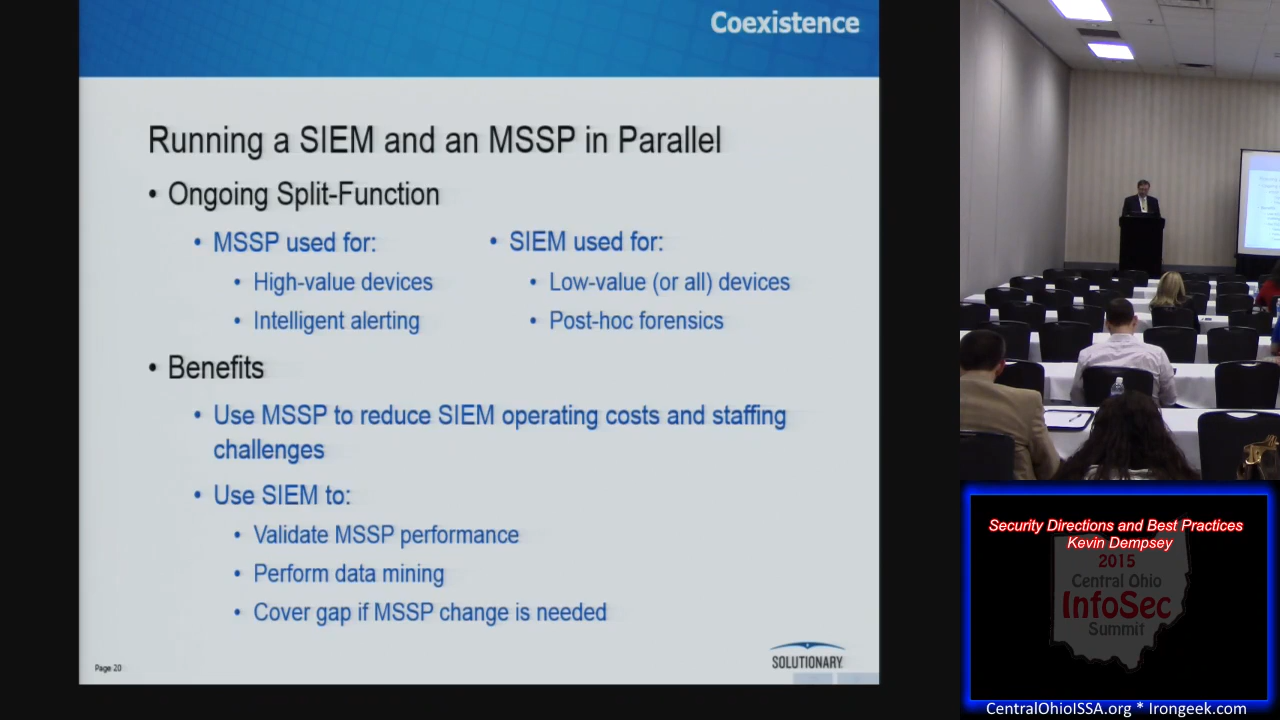 Coexistence
Running a SIEM and an MSSP in Parallel
• Ongoing Split-Function
• MSSP used for:
• High-value devices
• Intelligent alerting
• SIEM used for:
• Low-value (or all) devices
• Post-hoc forensics
• Benefits
• Use MSSP to reduce SIEM operating costs and staffing
challenges
• Use SIEM to:
• Validate MSSP performance
• Perform data mining
• Cover gap if MSSP change is needed
Page 20
SOLUTIONARY
Security Directions and Best Practices
Kevin Dempsey
2015
Central Ohio
InfoSec
Summit
CentralOhioISSA.org * Irongeek.com